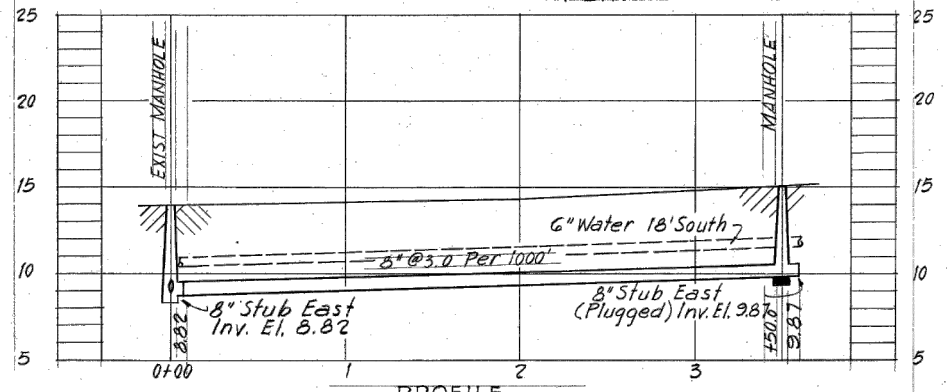 25
25
20
20
15
15
10
10
5
5
EXIST MANHOLE
MANHOLE
6" Water 18' South
8" @ 3.0 Per 1000'
8" Stub East
Inv. El. 8.82
8" Stub East
(Plugged) Inv. El. 9.87
8.82
+50.0
9.87
0+00
1
2
3
PROFILE